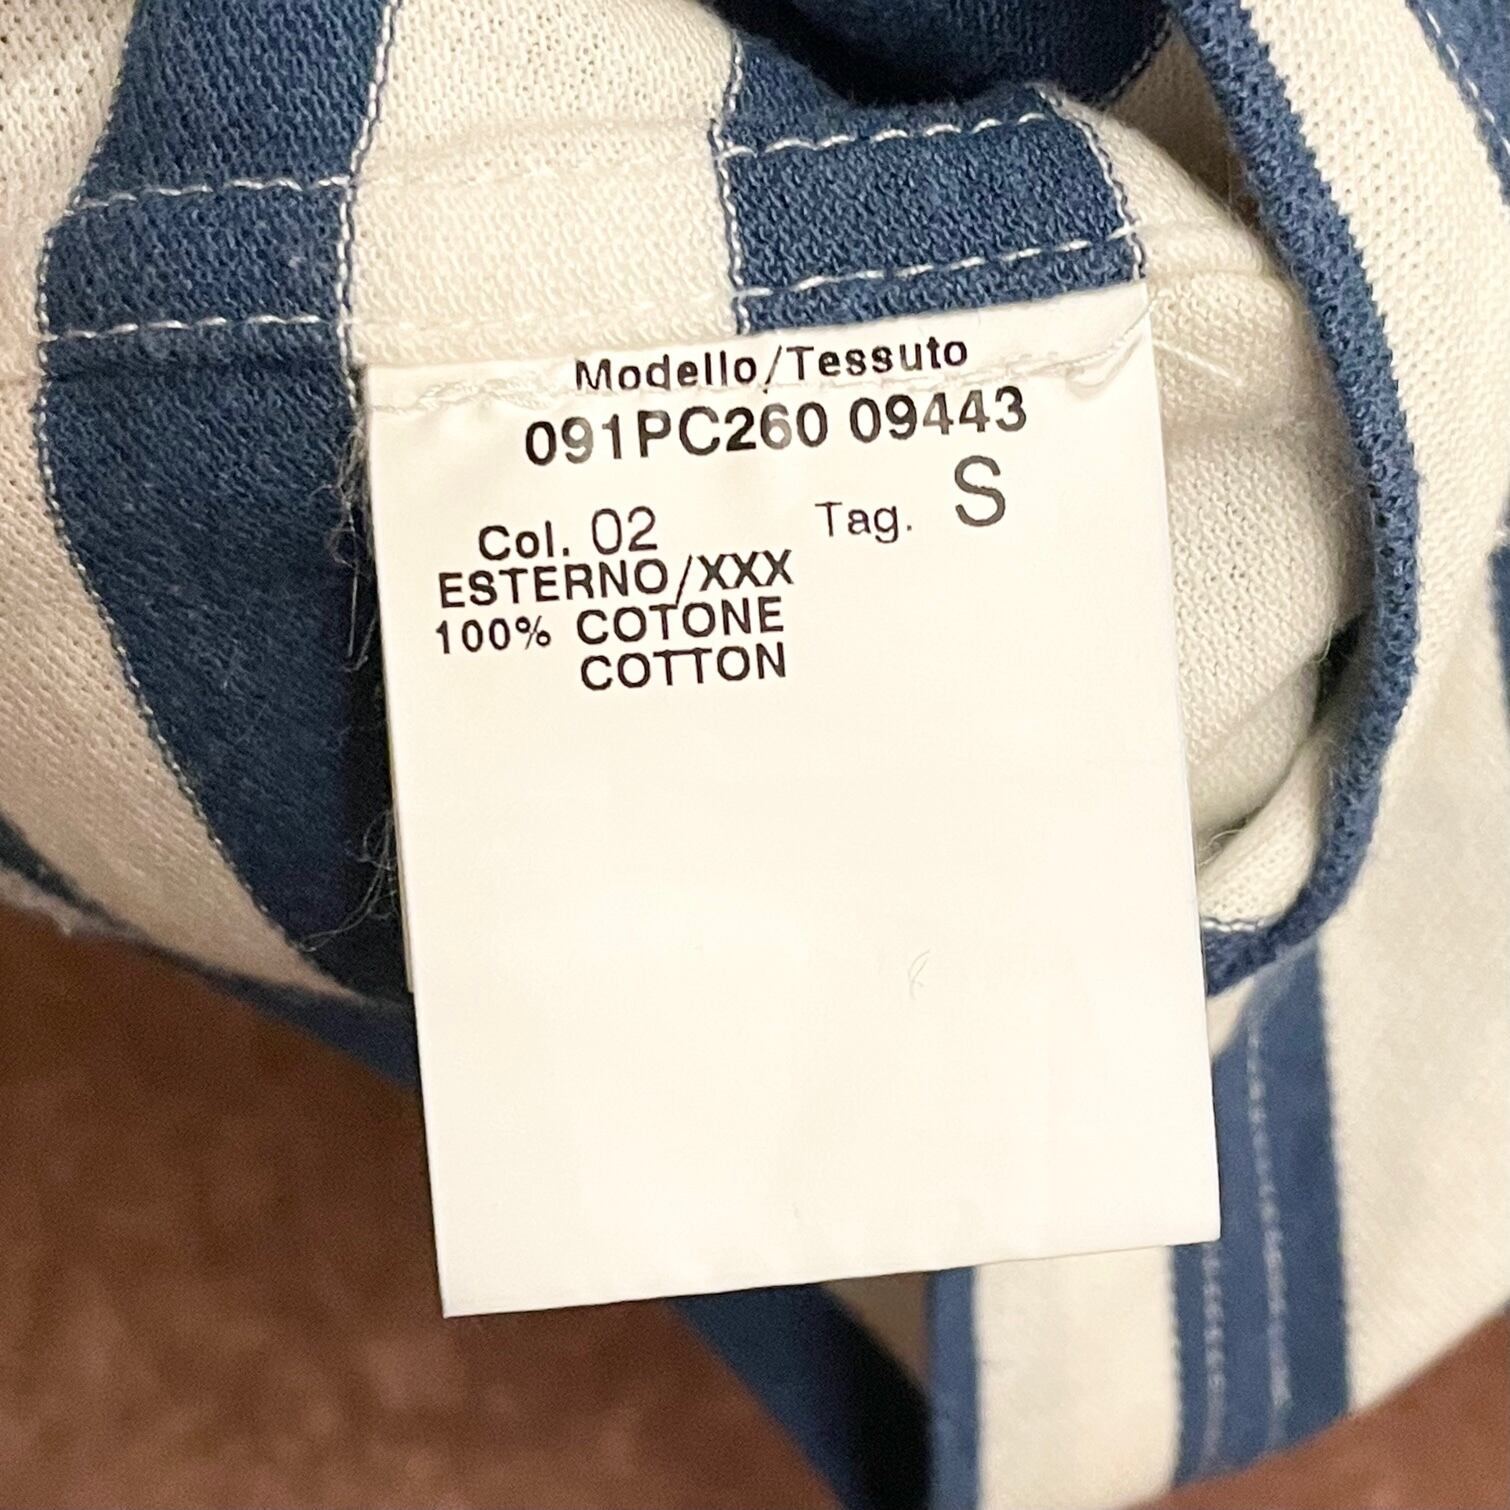 Modello/Tessuto
091PC260 09443
Col. 02 Tag. S
ESTERNO/XXX
100% COTONE
COTTON